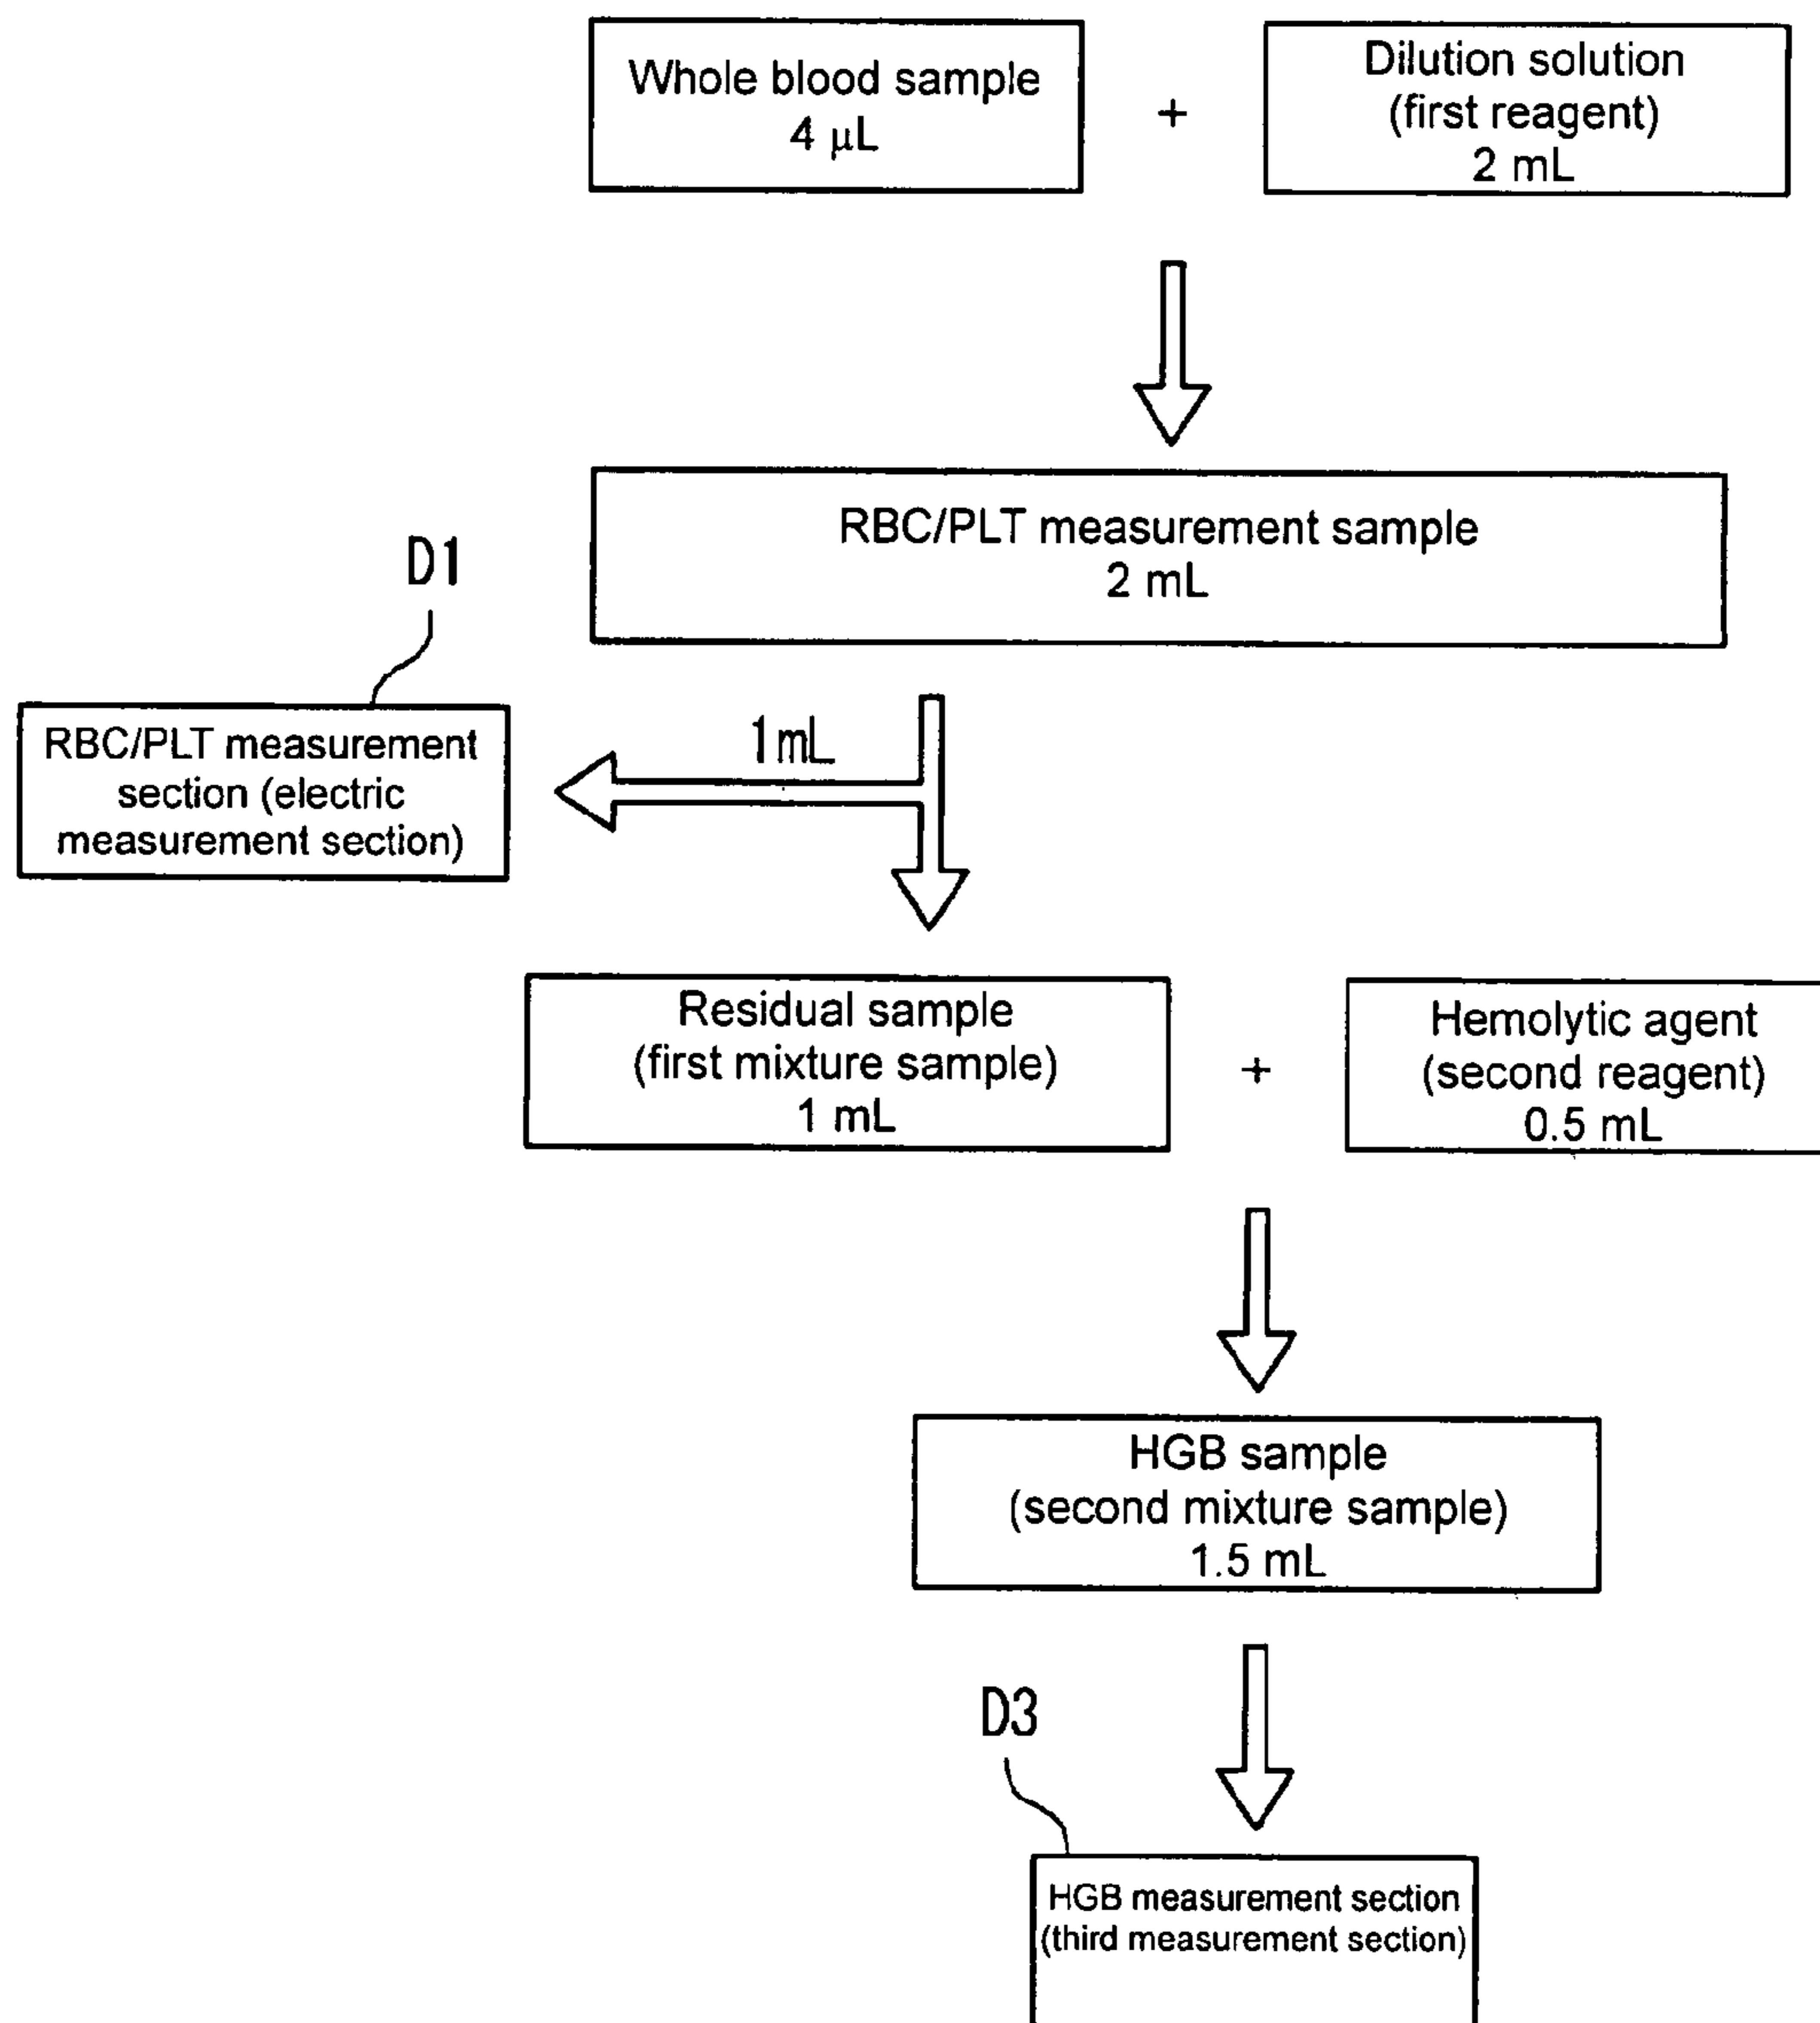 Whole blood sample
4 μL
+
Dilution solution
(first reagent)
2 mL
RBC/PLT measurement sample
2 mL
D1
RBC/PLT measurement
section (electric
measurement section)
1mL
Residual sample
(first mixture sample)
1 mL
+
Hemolytic agent
(second reagent)
0.5 mL
HGB sample
(second mixture sample)
1.5 mL
D3
HGB measurement section
(third measurement section)